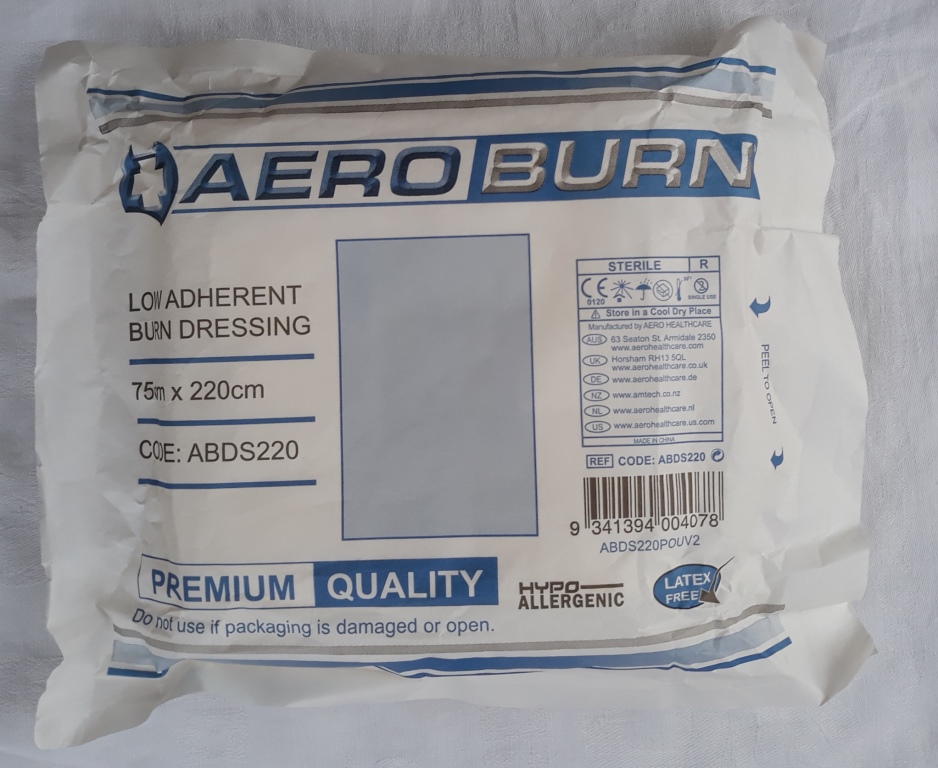 AERO BURN
LOW ADHERENT
BURN DRESSING
75cm x 220cm
CODE: ABDS220
STERILE R
CE
0120
SINGLE USE
Store in a Cool Dry Place
Manufactured by AERO HEALTHCARE
AUS 63 Seaton St. Armidale 2350
www.aerohealthcare.com
UK Horsham RH13 5QL
www.aerohealthcare.co.uk
DE www.aerohealthcare.de
NZ www.amtech.co.nz
NL www.aerohealthcare.nl
US www.aerohealthcare.us.com
MADE IN CHINA
REF CODE: ABDS220
9 341394 004078
ABDS220POUV2
PEEL TO OPEN
PREMIUM QUALITY
HYPO
ALLERGENIC
LATEX
FREE
Do not use if packaging is damaged or open.